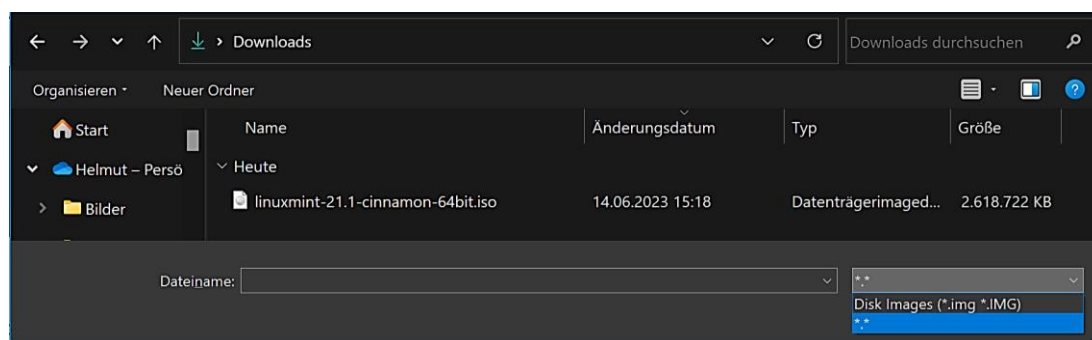 Downloads
Downloads durchsuchen
Organisieren
Neuer Ordner
Start
Name
Änderungsdatum
Typ
Größe
Helmut – Persö
Heute
Bilder
linuxmint-21.1-cinnamon-64bit.iso
14.06.2023 15:18
Datenträgerimaged...
2.618.722 KB
Dateiname:
*.*
Disk Images (*.img *.IMG)
*.*